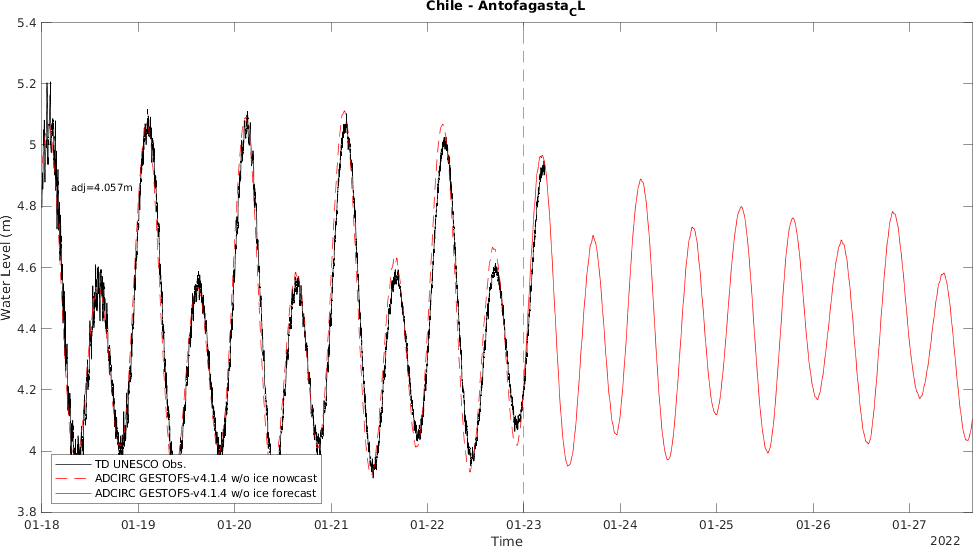 Chile - AntofagastaCL
5.4
5.2
5
4.8
4.6
4.4
4.2
4
3.8
Water Level (m)
adj=4.057m
TD UNESCO Obs.
ADCIRC GESTOFS-v4.1.4 w/o ice nowcast
ADCIRC GESTOFS-v4.1.4 w/o ice forecast
01-18 01-19 01-20 01-21 01-22 01-23 01-24 01-25 01-26 01-27
Time
2022